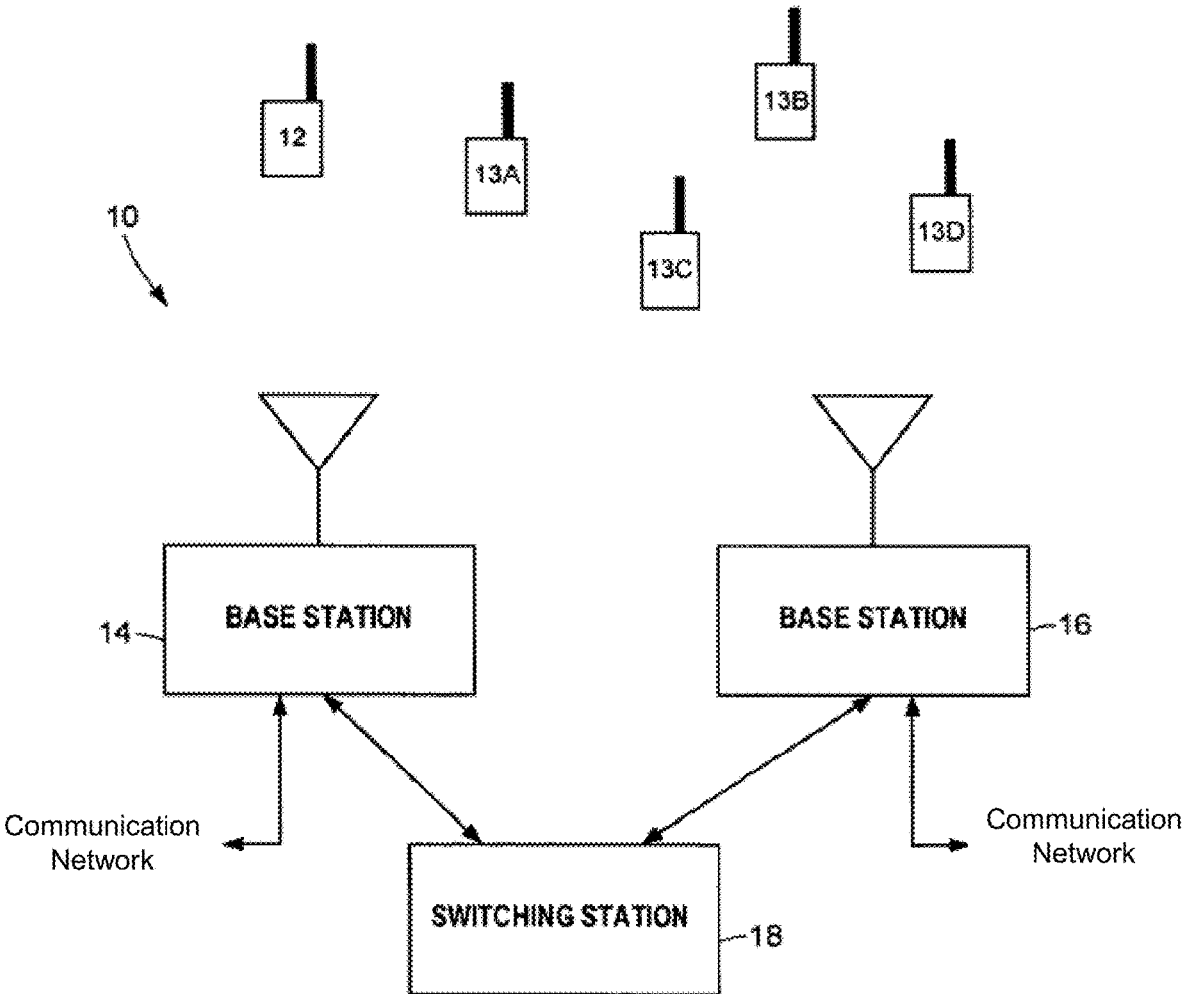 13B
12
13A
10
13D
13C
BASE STATION
BASE STATION
14
16
Communication
Network
Communication
Network
SWITCHING STATION
18